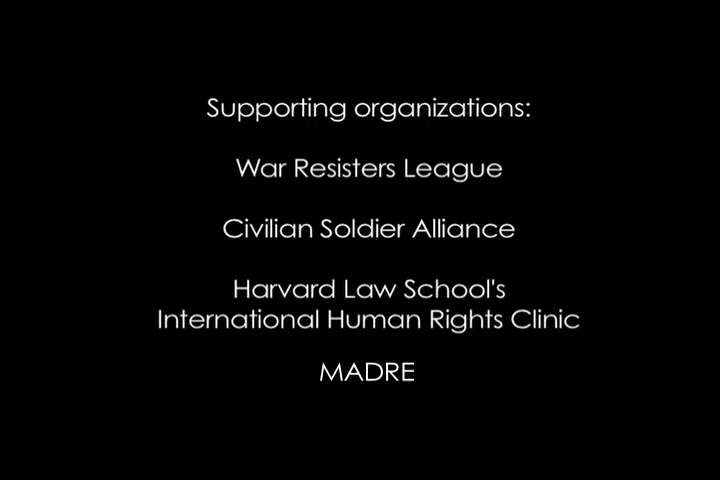 Supporting organizations:
War Resisters League
Civilian Soldier Alliance
Harvard Law School's
International Human Rights Clinic
MADRE